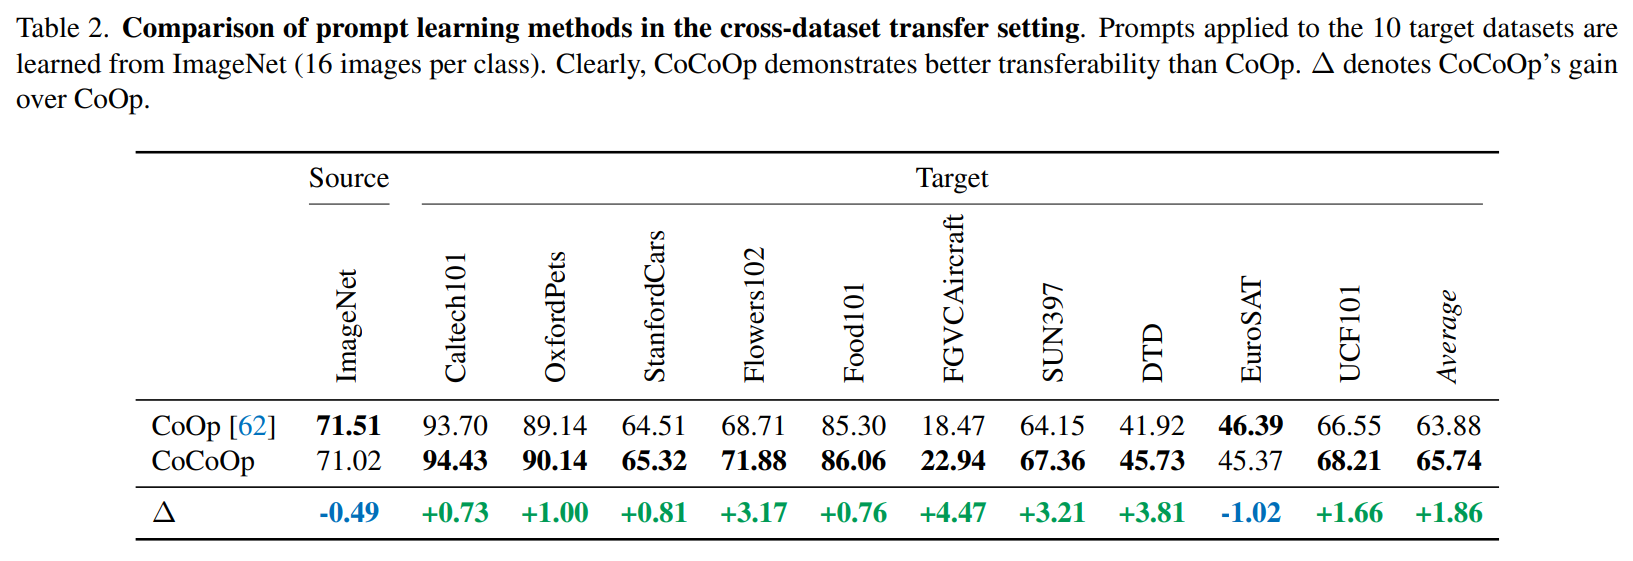 Table 2. Comparison of prompt learning methods in the cross-dataset transfer setting. Prompts applied to the 10 target datasets are
learned from ImageNet (16 images per class). Clearly, CoCoOp demonstrates better transferability than CoOp. Δ denotes CoCoOp's gain
over CoOp.
Source Target
ImageNet Caltech101 OxfordPets StanfordCars Flowers102 Food101 FGVCAircraft SUN397 DTD EuroSAT UCF101 Average
CoOp [62] 71.51 93.70 89.14 64.51 68.71 85.30 18.47 64.15 41.92 46.39 66.55 63.88
CoCoOp 71.02 94.43 90.14 65.32 71.88 86.06 22.94 67.36 45.73 45.37 68.21 65.74
Δ -0.49 +0.73 +1.00 +0.81 +3.17 +0.76 +4.47 +3.21 +3.81 -1.02 +1.66 +1.86